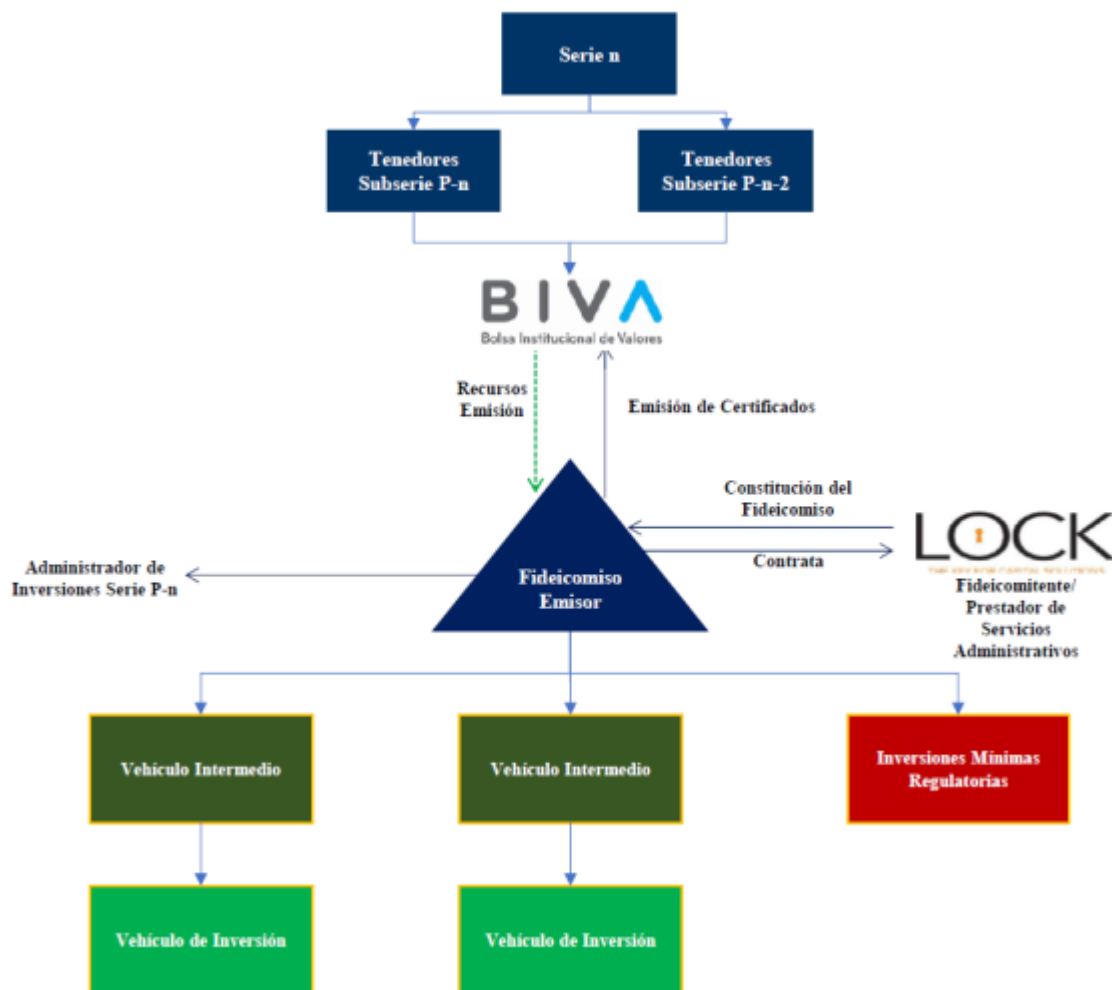 Serie n
Tenedores
Subserie P-n
Tenedores
Subserie P-n-2
BIVA
Bolsa Institucional de Valores
Recursos
Emisión
Emisión de Certificados
Constitución del
Fideicomiso
LOCK
Contrata
Fideicomitente/
Prestador de
Servicios
Administrativos
Administrador de
Inversiones Serie P-n
Fideicomiso
Emisor
Vehículo Intermedio
Vehículo Intermedio
Inversiones Mínimas
Regulatorias
Vehículo de Inversión
Vehículo de Inversión